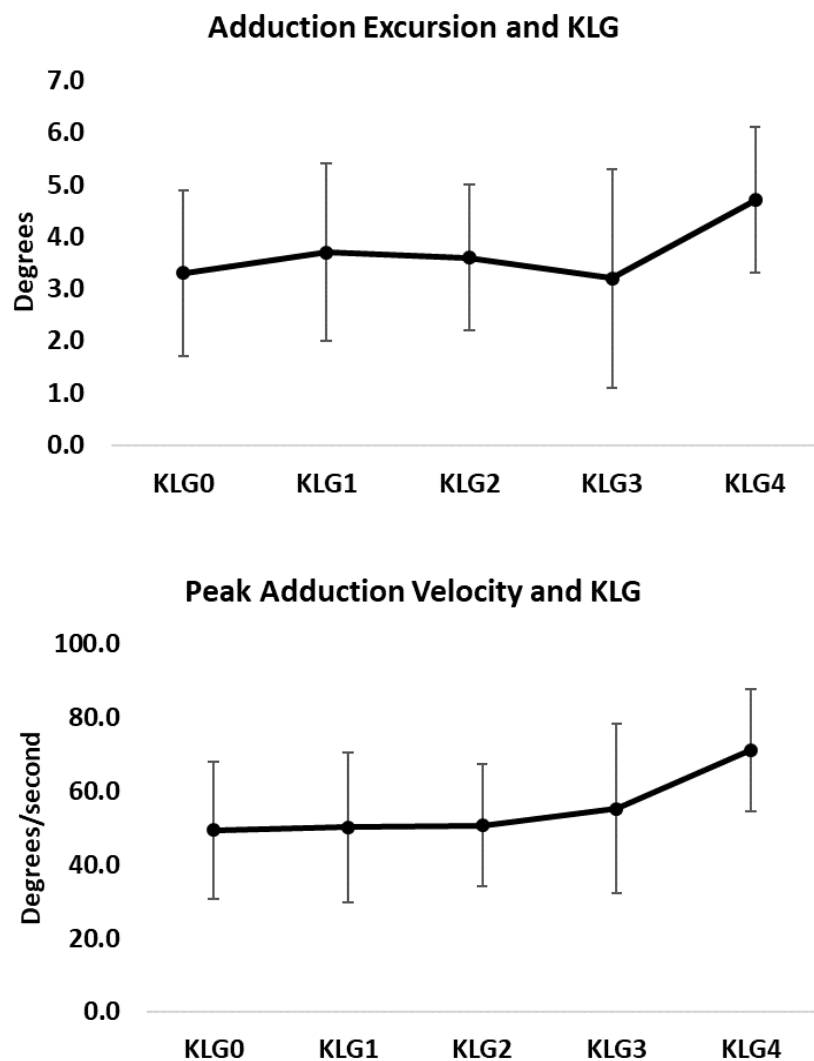 Adduction Excursion and KLG
Degrees
7.0
6.0
5.0
4.0
3.0
2.0
1.0
0.0
KLG0 KLG1 KLG2 KLG3 KLG4
Peak Adduction Velocity and KLG
Degrees/second
100.0
80.0
60.0
40.0
20.0
0.0
KLG0 KLG1 KLG2 KLG3 KLG4